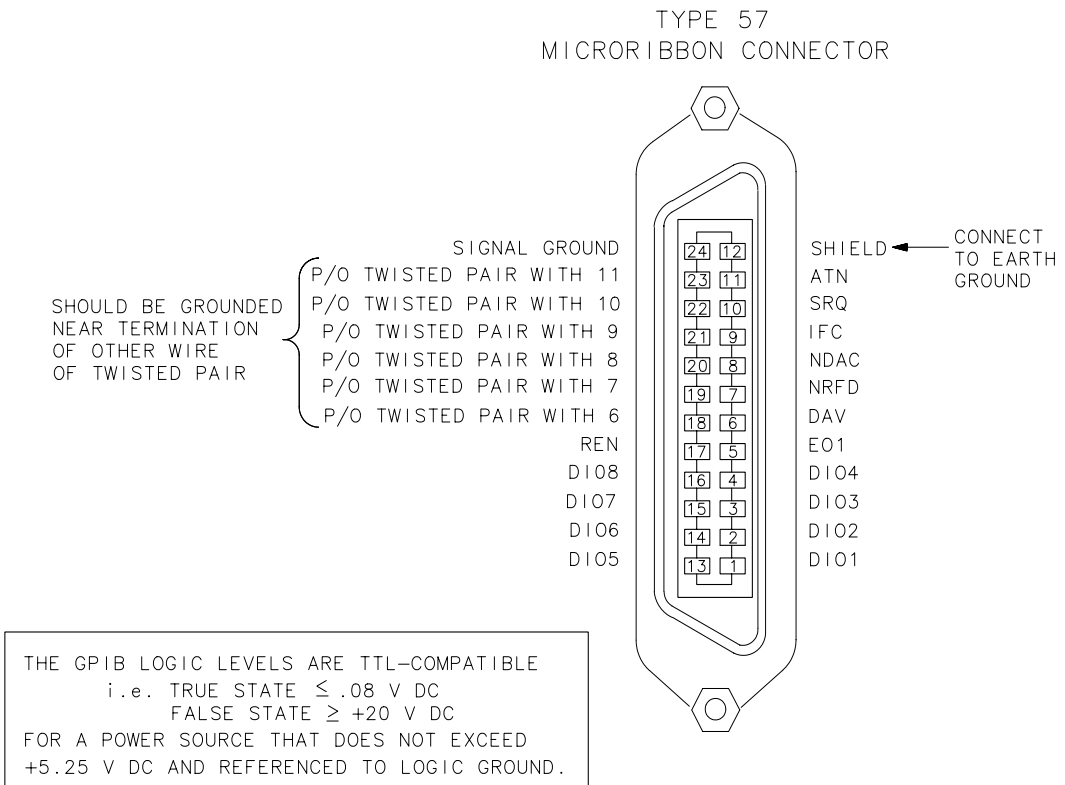 TYPE 57
MICRORIBBON CONNECTOR
SIGNAL GROUND 24 12 SHIELD
P/O TWISTED PAIR WITH 11 23 11 ATN
P/O TWISTED PAIR WITH 10 22 10 SRQ
P/O TWISTED PAIR WITH 9 21 9 IFC
P/O TWISTED PAIR WITH 8 20 8 NDAC
P/O TWISTED PAIR WITH 7 19 7 NRFD
P/O TWISTED PAIR WITH 6 18 6 DAV
REN 17 5 EO1
DIO8 16 4 DIO4
DIO7 15 3 DIO3
DIO6 14 2 DIO2
DIO5 13 1 DIO1
CONNECT
TO EARTH
GROUND
SHOULD BE GROUNDED
NEAR TERMINATION
OF OTHER WIRE
OF TWISTED PAIR
THE GPIB LOGIC LEVELS ARE TTL-COMPATIBLE
i.e. TRUE STATE ≤ .08 V DC
FALSE STATE ≥ +20 V DC
FOR A POWER SOURCE THAT DOES NOT EXCEED
+5.25 V DC AND REFERENCED TO LOGIC GROUND.